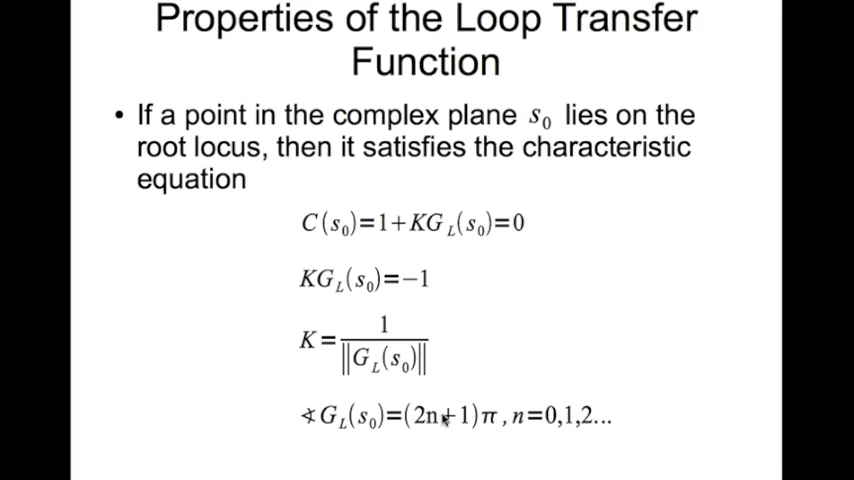 Properties of the Loop Transfer
Function
• If a point in the complex plane s₀ lies on the
root locus, then it satisfies the characteristic
equation
C(s₀)=1+KG_L(s₀)=0
KG_L(s₀)=−1
K=1/‖G_L(s₀)‖
∢G_L(s₀)=(2n+1)π, n=0,1,2...